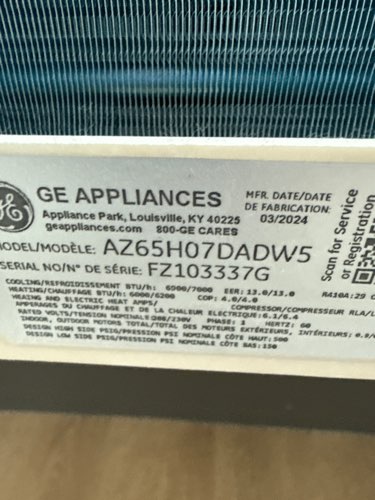 GE APPLIANCES
Appliance Park, Louisville, KY 40225
geappliances.com 800-GE CARES
MFR. DATE/DATE
DE FABRICATION:
03/2024
MODEL/MODÈLE: AZ65H07DADW5
SERIAL NO/N° DE SÉRIE: FZ103337G
COOLING/REFROIDISSEMENT BTU/h: 6900/7000 EER: 13.0/13.0
HEATING/CHAUFFAGE BTU/h: 6000/6200 COP: 4.0/4.0
HEATING AND ELECTRIC HEAT AMPS/ COMPRESSOR/COMPRESSEUR RLA/L
AMPERAGES DU CHAUFFAGE ET DE LA CHALEUR ELECTRIQUE:6.1/6.4
RATED VOLTS/TENSION NOMINALE:208/230V PHASE: 1 HERTZ: 60
INDOOR, OUTDOOR MOTORS TOTAL/TOTAL DES MOTEURS EXTÉRIEURS, INTÉRIEURS:
DESIGN HIGH SIDE PSIG/PRESSION PSI NOMINALE CÔTÉ HAUT:500
DESIGN LOW SIDE PSIG/PRESSION PSI NOMINALE CÔTÉ BAS:150
Scan for Service
or Registration
R410A:29